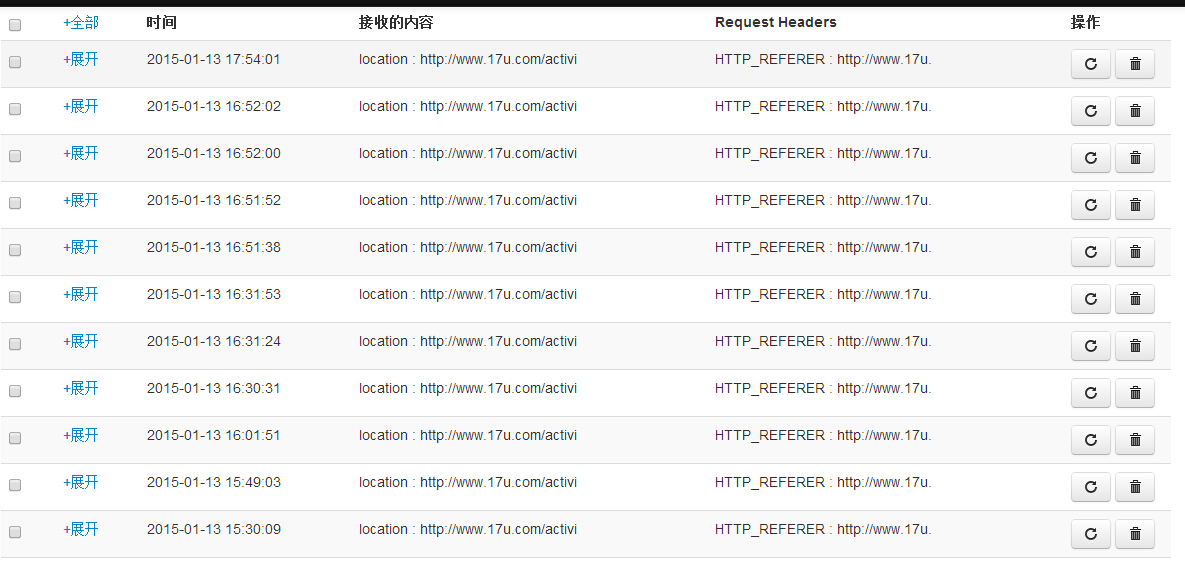 +全部 时间 接收的内容 Request Headers 操作
+展开 2015-01-13 17:54:01 location : http://www.17u.com/activi HTTP_REFERER : http://www.17u.
+展开 2015-01-13 16:52:02 location : http://www.17u.com/activi HTTP_REFERER : http://www.17u.
+展开 2015-01-13 16:52:00 location : http://www.17u.com/activi HTTP_REFERER : http://www.17u.
+展开 2015-01-13 16:51:52 location : http://www.17u.com/activi HTTP_REFERER : http://www.17u.
+展开 2015-01-13 16:51:38 location : http://www.17u.com/activi HTTP_REFERER : http://www.17u.
+展开 2015-01-13 16:31:53 location : http://www.17u.com/activi HTTP_REFERER : http://www.17u.
+展开 2015-01-13 16:31:24 location : http://www.17u.com/activi HTTP_REFERER : http://www.17u.
+展开 2015-01-13 16:30:31 location : http://www.17u.com/activi HTTP_REFERER : http://www.17u.
+展开 2015-01-13 16:01:51 location : http://www.17u.com/activi HTTP_REFERER : http://www.17u.
+展开 2015-01-13 15:49:03 location : http://www.17u.com/activi HTTP_REFERER : http://www.17u.
+展开 2015-01-13 15:30:09 location : http://www.17u.com/activi HTTP_REFERER : http://www.17u.